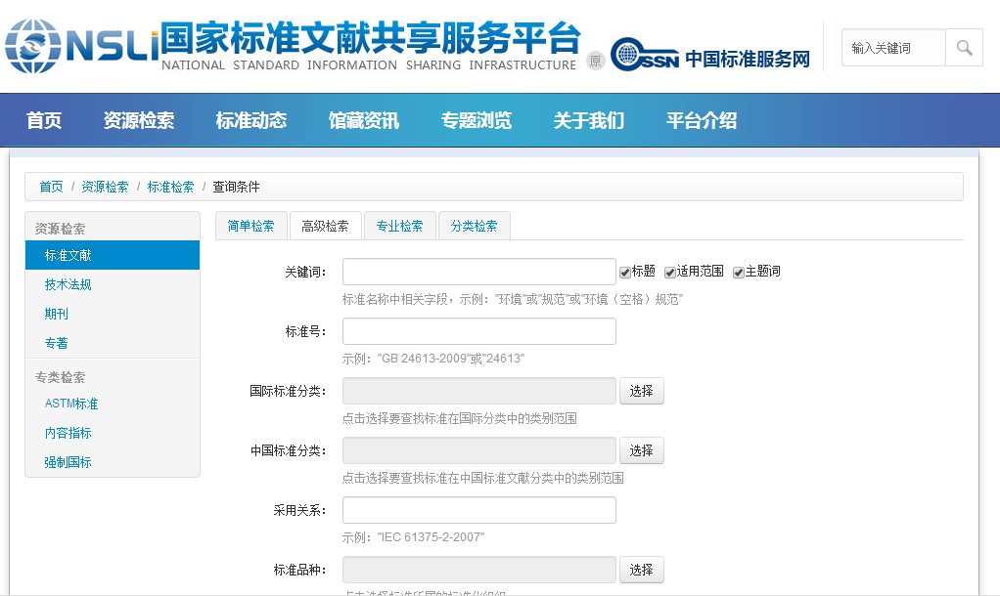 NSLi 国家标准文献共享服务平台
NATIONAL STANDARD INFORMATION SHARING INFRASTRUCTURE
原 CSSN 中国标准服务网
输入关键词
首页 资源检索 标准动态 馆藏资讯 专题浏览 关于我们 平台介绍
首页 / 资源检索 / 标准检索 / 查询条件
资源检索
标准文献
技术法规
期刊
专著
专类检索
ASTM标准
内容指标
强制国标
简单检索 高级检索 专业检索 分类检索
关键词: 标题 适用范围 主题词
标准名称中相关字段，示例："环境"或"规范"或"环境（空格）规范"
标准号:
示例："GB 24613-2009"或"24613"
国际标准分类: 选择
点击选择要查找标准在国际分类中的类别范围
中国标准分类: 选择
点击选择要查找标准在中国标准文献分类中的类别范围
采用关系:
示例："IEC 61375-2-2007"
标准品种: 选择